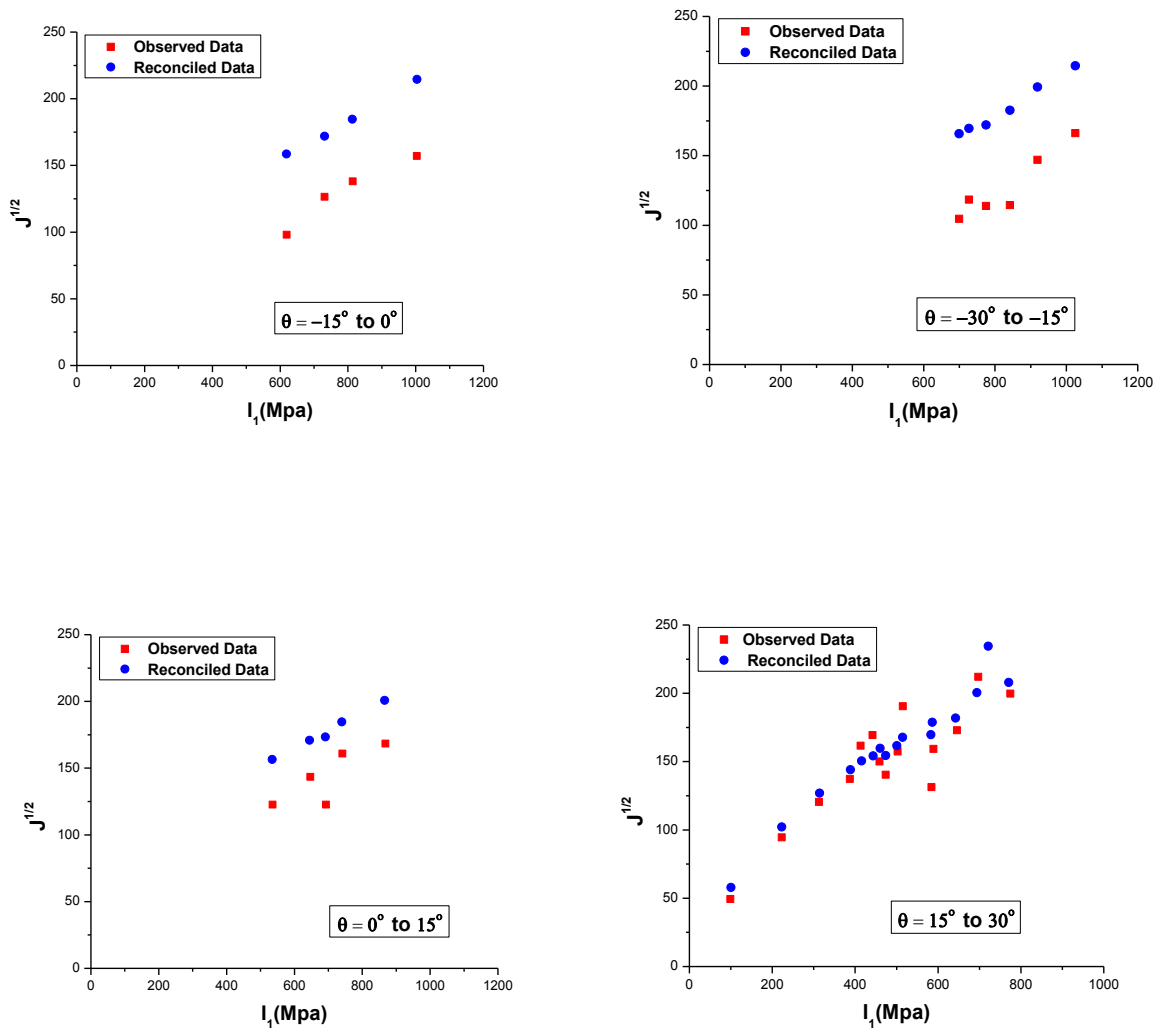 250
200
150
100
50
0
J^1/2
Observed Data
Reconciled Data
θ = −15° to 0°
0 200 400 600 800 1000 1200
I₁(Mpa)
250
200
150
100
50
0
J^1/2
Observed Data
Reconciled Data
θ = −30° to −15°
0 200 400 600 800 1000 1200
I₁(Mpa)
250
200
150
100
50
0
J^1/2
Observed Data
Reconciled Data
θ = 0° to 15°
0 200 400 600 800 1000 1200
I₁(Mpa)
250
200
150
100
50
0
J^1/2
Observed Data
Reconciled Data
θ = 15° to 30°
0 200 400 600 800 1000
I₁(Mpa)